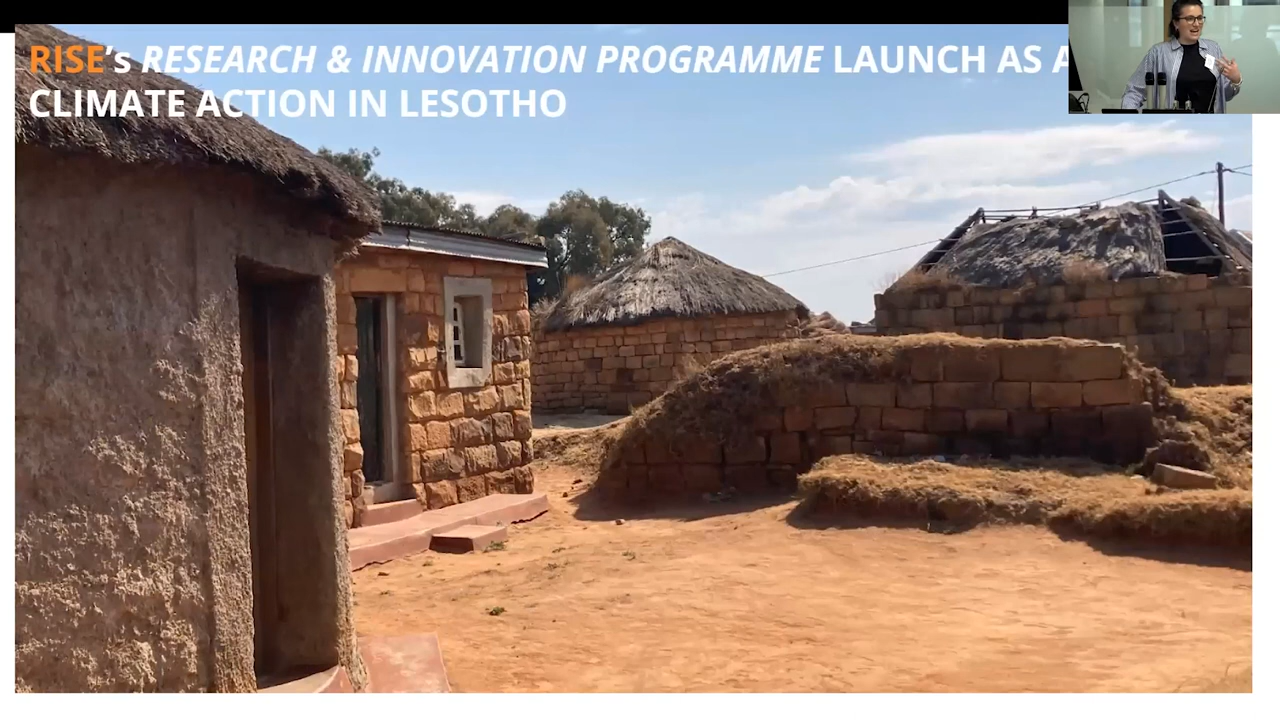 RISE's RESEARCH & INNOVATION PROGRAMME LAUNCH AS A
CLIMATE ACTION IN LESOTHO